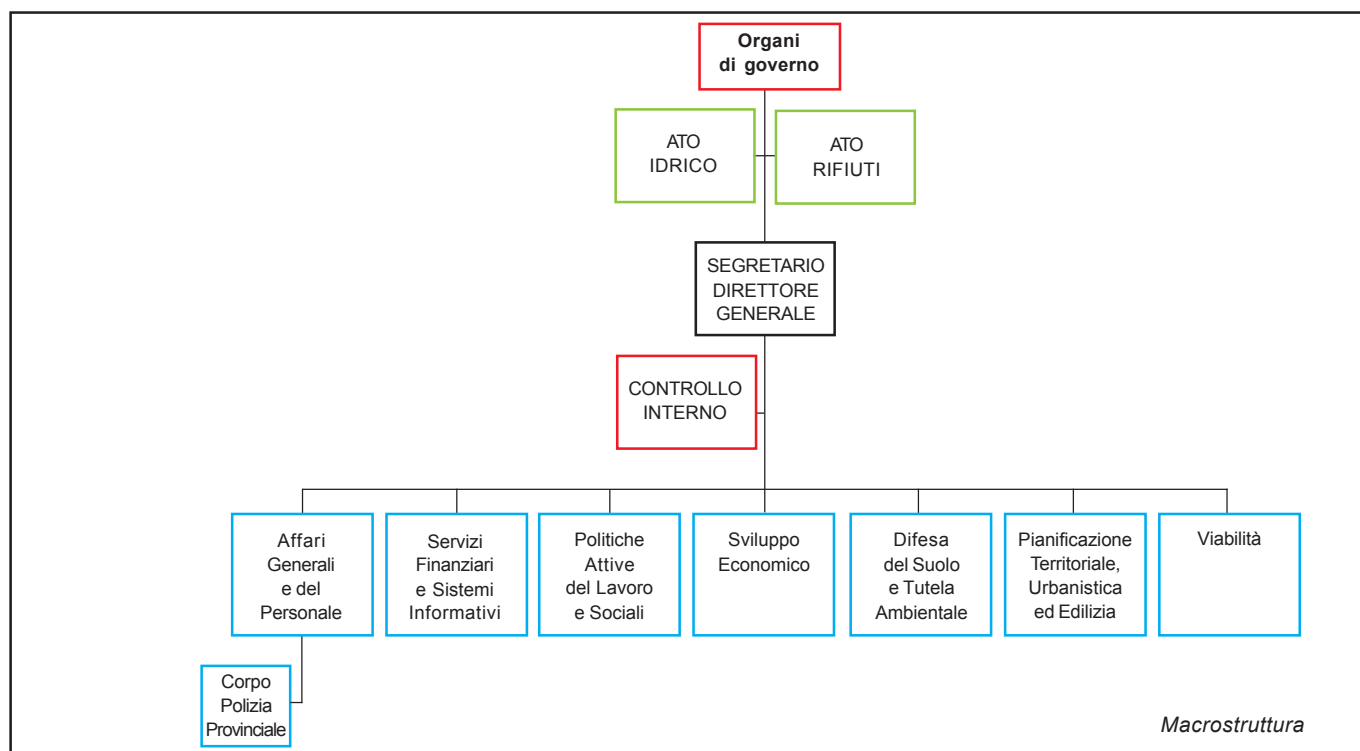 Organi
di governo
ATO
IDRICO
ATO
RIFIUTI
SEGRETARIO
DIRETTORE
GENERALE
CONTROLLO
INTERNO
Affari
Generali
e del
Personale
Servizi
Finanziari
e Sistemi
Informativi
Politiche
Attive
del Lavoro
e Sociali
Sviluppo
Economico
Difesa
del Suolo
e Tutela
Ambientale
Pianificazione
Territoriale,
Urbanistica
ed Edilizia
Viabilità
Corpo
Polizia
Provinciale
Macrostruttura